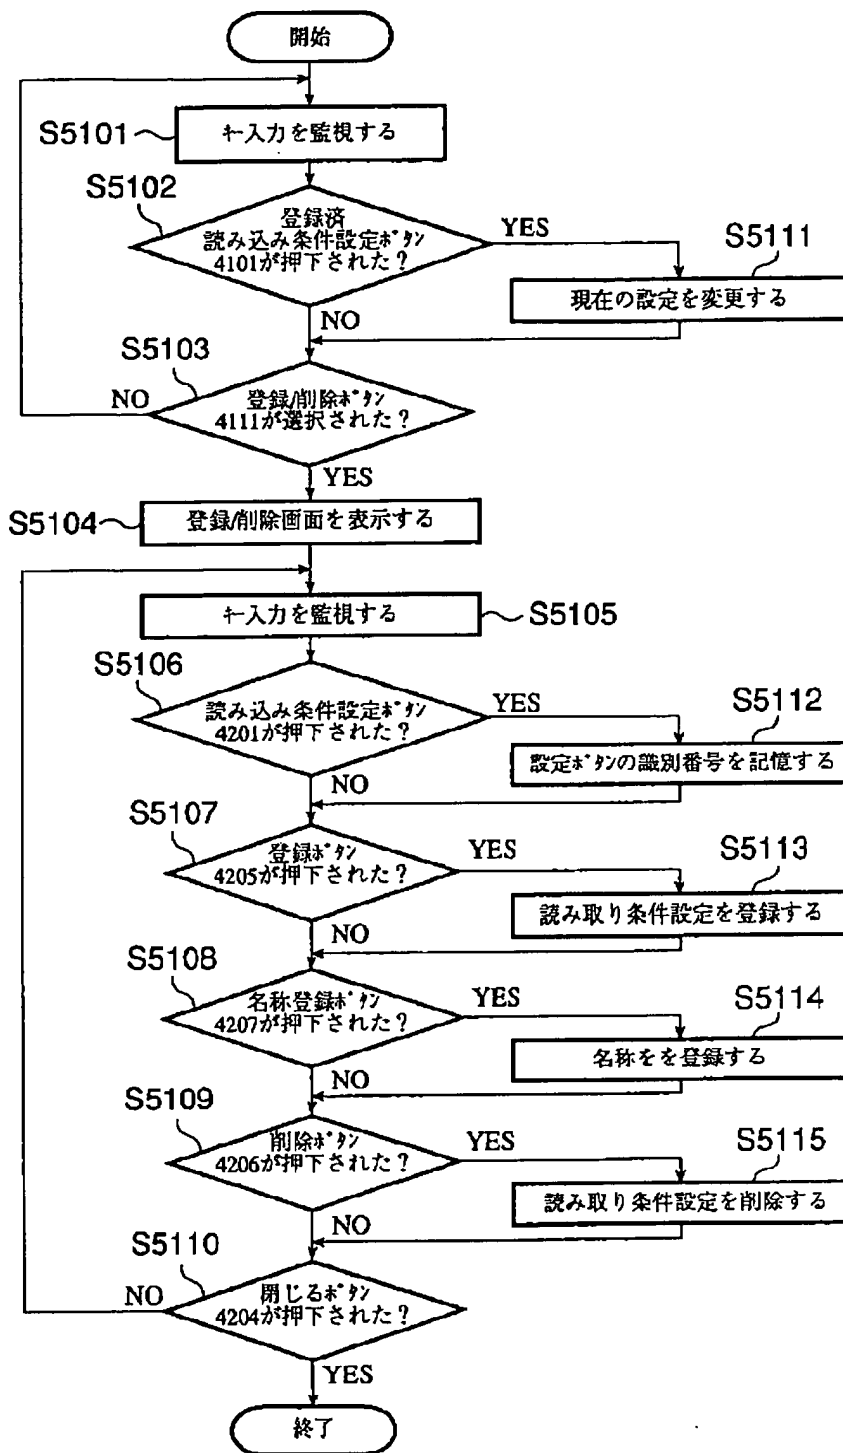 開始
S5101
キー入力を監視する
S5102
登録済
読み込み条件設定ボタン
4101が押下された?
YES
S5111
現在の設定を変更する
NO
S5103
登録/削除ボタン
4111が選択された?
NO
YES
S5104
登録/削除画面を表示する
キー入力を監視する
S5105
S5106
読み込み条件設定ボタン
4201が押下された?
YES
S5112
設定ボタンの識別番号を記憶する
NO
S5107
登録ボタン
4205が押下された?
YES
S5113
読み取り条件設定を登録する
NO
S5108
名称登録ボタン
4207が押下された?
YES
S5114
名称をを登録する
NO
S5109
削除ボタン
4206が押下された?
YES
S5115
読み取り条件設定を削除する
NO
S5110
閉じるボタン
4204が押下された?
NO
YES
終了